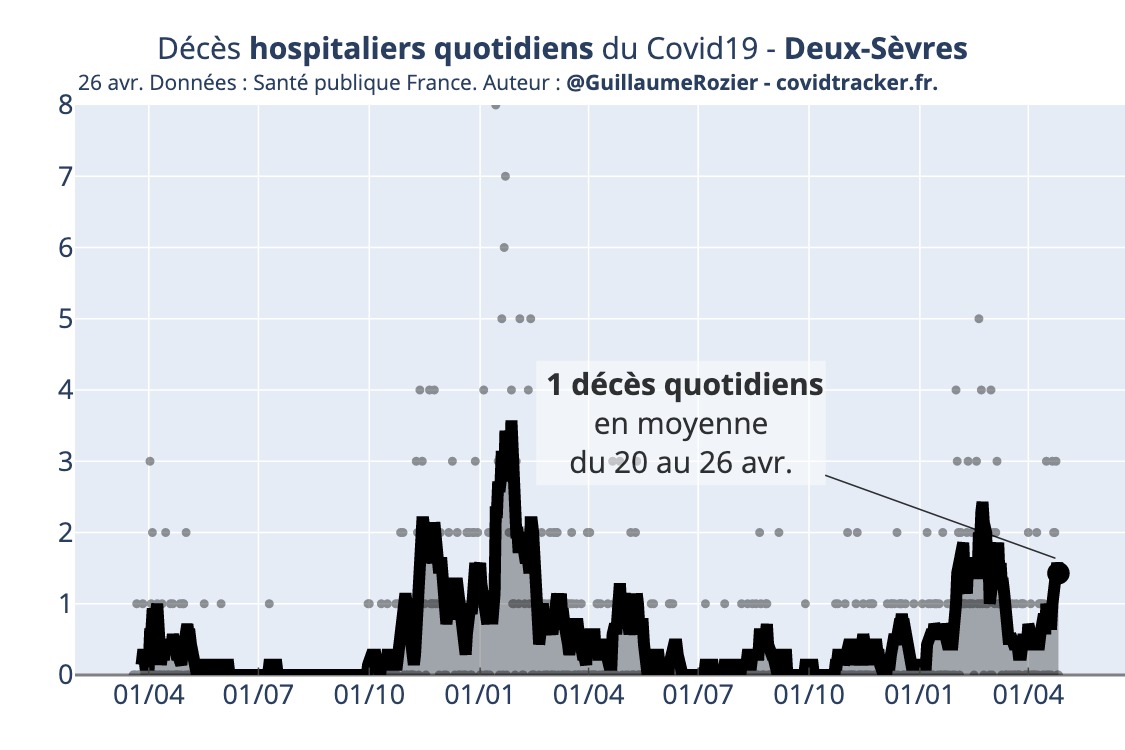 Décès hospitaliers quotidiens du Covid19 - Deux-Sèvres
26 avr. Données : Santé publique France. Auteur : @GuillaumeRozier - covidtracker.fr.
8
7
6
5
4
3
2
1
0
1 décès quotidiens
en moyenne
du 20 au 26 avr.
01/04 01/07 01/10 01/01 01/04 01/07 01/10 01/01 01/04